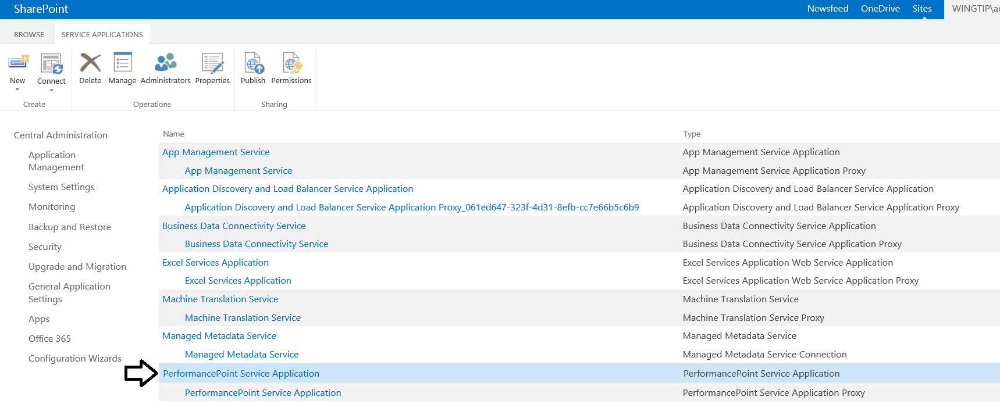 SharePoint
Newsfeed OneDrive Sites WINGTIP\
BROWSE SERVICE APPLICATIONS
New Connect Delete Manage Administrators Properties Publish Permissions
Create Operations Sharing
Central Administration
Application
Management
System Settings
Monitoring
Backup and Restore
Security
Upgrade and Migration
General Application
Settings
Apps
Office 365
Configuration Wizards
Name Type
App Management Service App Management Service Application
App Management Service App Management Service Application Proxy
Application Discovery and Load Balancer Service Application Application Discovery and Load Balancer Service Application
Application Discovery and Load Balancer Service Application Proxy_061ed647-323f-4d31-8efb-cc7e66b5c6b9 Application Discovery and Load Balancer Service Application Proxy
Business Data Connectivity Service Business Data Connectivity Service Application
Business Data Connectivity Service Business Data Connectivity Service Application Proxy
Excel Services Application Excel Services Application Web Service Application
Excel Services Application Excel Services Application Web Service Application Proxy
Machine Translation Service Machine Translation Service
Machine Translation Service Machine Translation Service Proxy
Managed Metadata Service Managed Metadata Service
Managed Metadata Service Managed Metadata Service Connection
PerformancePoint Service Application PerformancePoint Service Application
PerformancePoint Service Application PerformancePoint Service Application Proxy